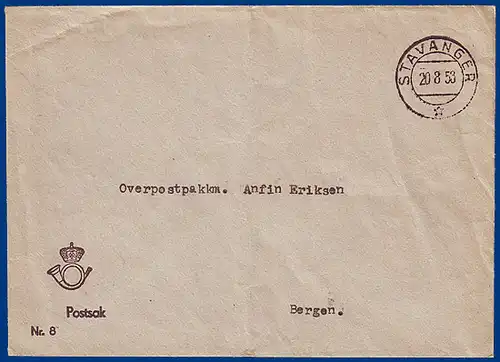 STAVANGER
20 8 53
Overpostpakkm. Anfin Eriksen
Postsak
Bergen.
Nr. 8